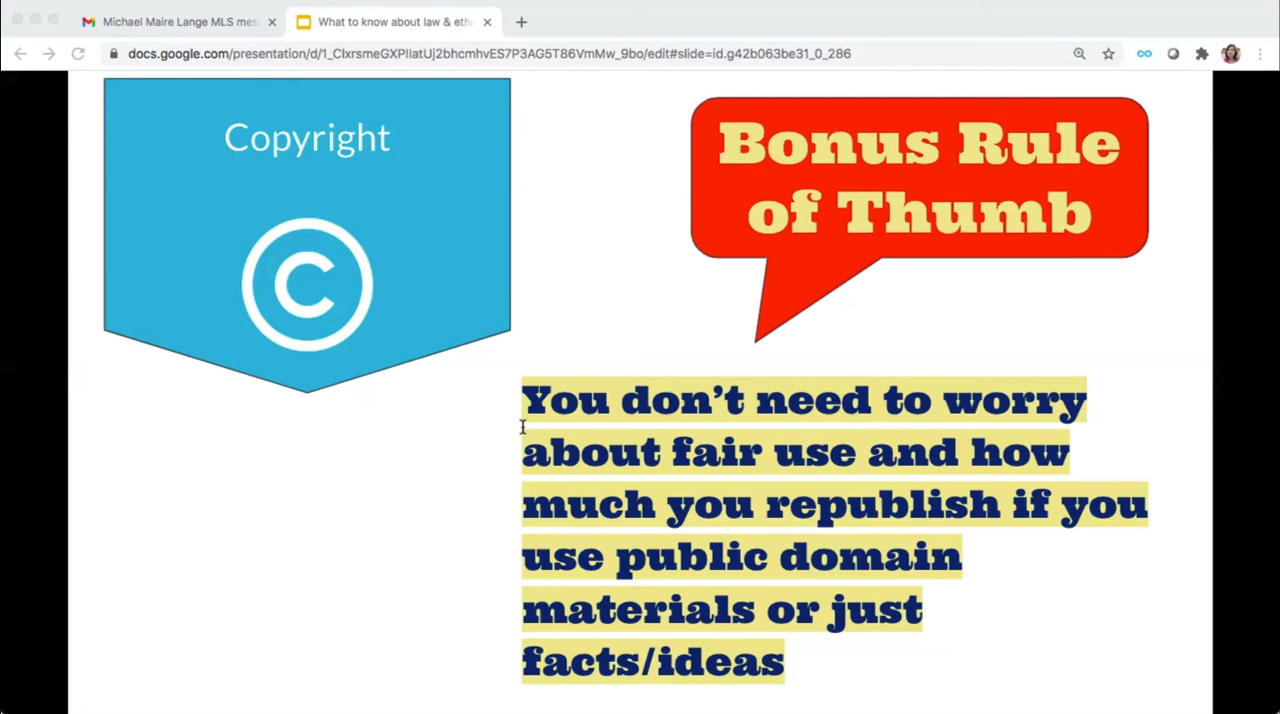 Michael Maire Lange MLS mes
What to know about law & eth
docs.google.com/presentation/d/1_ClxrsmeGXPIIatUj2bhcmhvES7P3AG5T86VmMw_9bo/edit#slide=id.g42b063be31_0_286
Copyright
©
Bonus Rule
of Thumb
You don’t need to worry
about fair use and how
much you republish if you
use public domain
materials or just
facts/ideas